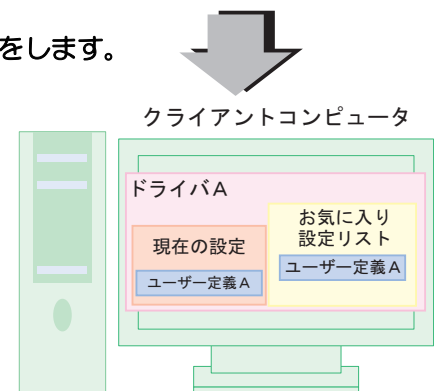 をします。
クライアントコンピュータ
ドライバA
お気に入り
設定リスト
現在の設定
ユーザー定義A
ユーザー定義A